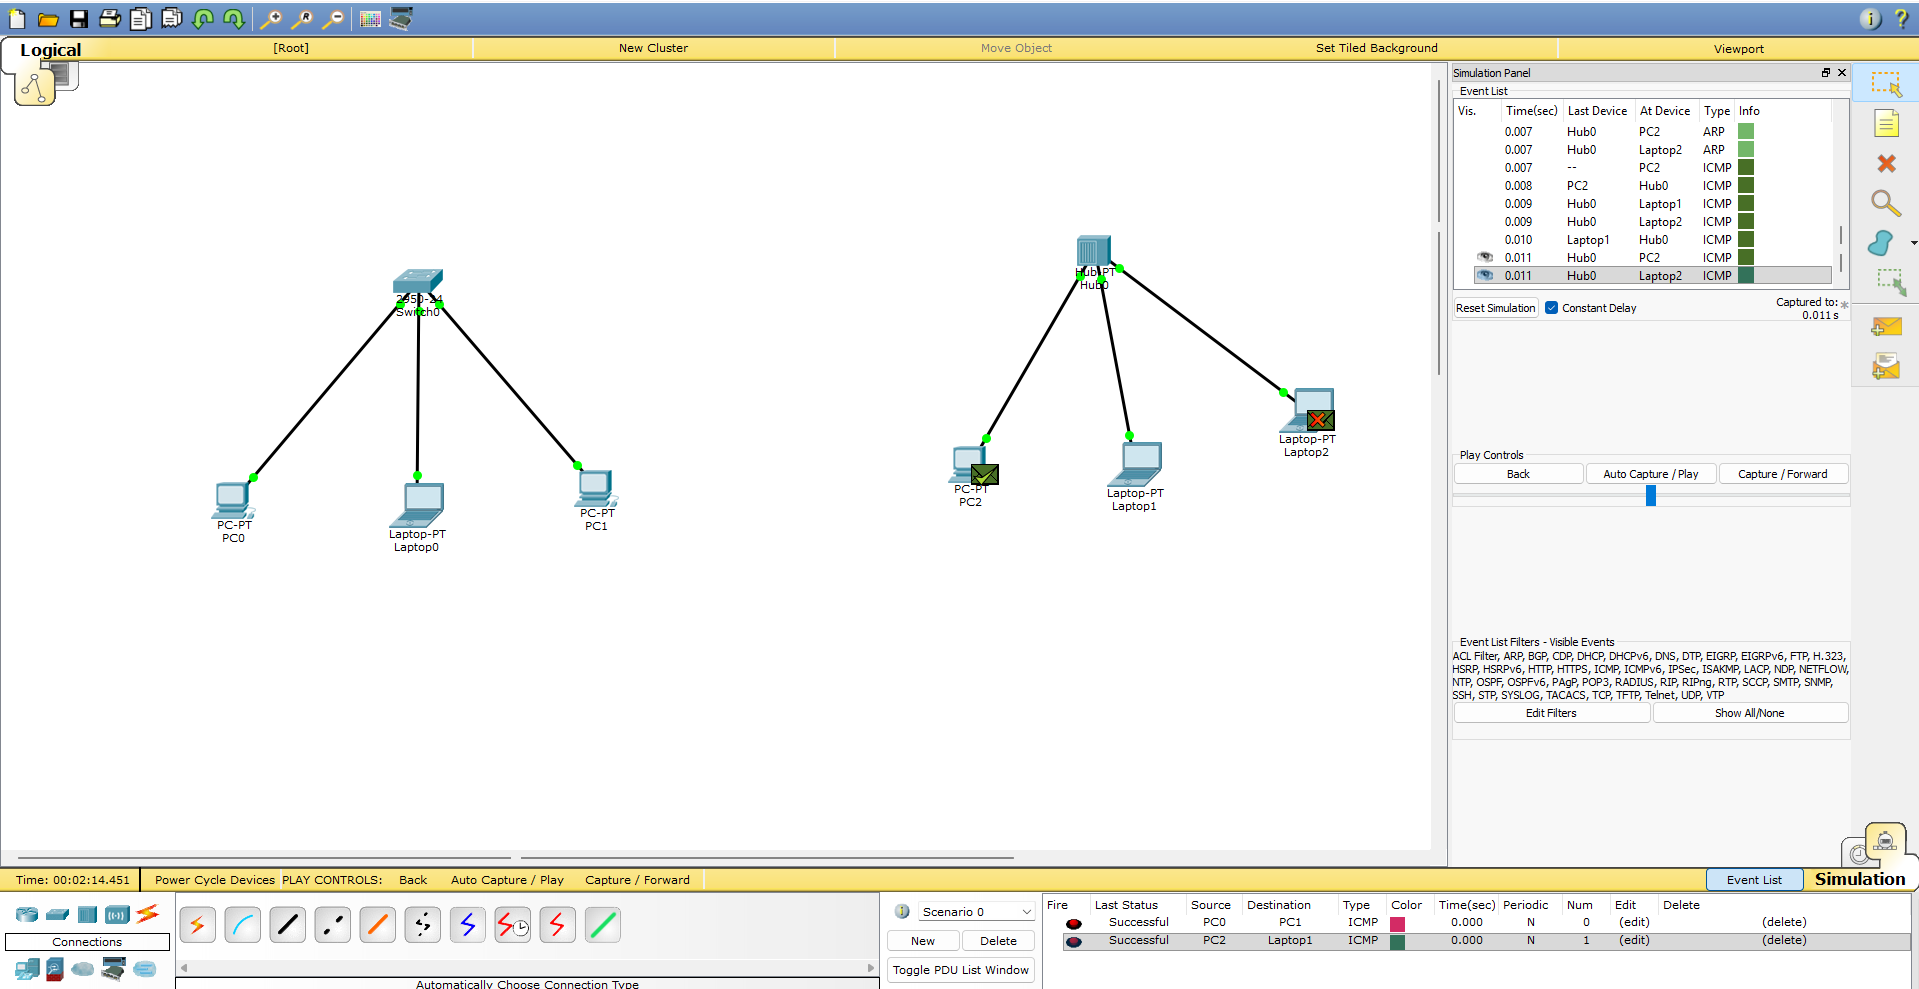 Logical
[Root]
New Cluster
Move Object
Set Tiled Background
Viewport
Simulation Panel
Event List
Vis. Time(sec) Last Device At Device Type Info
0.007 Hub0 PC2 ARP
0.007 Hub0 Laptop2 ARP
0.007 -- PC2 ICMP
0.008 PC2 Hub0 ICMP
0.009 Hub0 Laptop1 ICMP
0.009 Hub0 Laptop2 ICMP
0.010 Laptop1 Hub0 ICMP
0.011 Hub0 PC2 ICMP
0.011 Hub0 Laptop2 ICMP
Reset Simulation Constant Delay Captured to: *
0.011 s
2950-24
Switch0
PC-PT
PC0
Laptop-PT
Laptop0
PC-PT
PC1
Hub-PT
Hub0
PC-PT
PC2
Laptop-PT
Laptop1
Laptop-PT
Laptop2
Play Controls
Back Auto Capture / Play Capture / Forward
Event List Filters - Visible Events
ACL Filter, ARP, BGP, CDP, DHCP, DHCPv6, DNS, DTP, EIGRP, EIGRPv6, FTP, H.323,
HSRP, HSRPv6, HTTP, HTTPS, ICMP, ICMPv6, IPSec, ISAKMP, LACP, NDP, NETFLOW,
NTP, OSPF, OSPFv6, PAgP, POP3, RADIUS, RIP, RIPng, RTP, SCCP, SMTP, SNMP,
SSH, STP, SYSLOG, TACACS, TCP, TFTP, Telnet, UDP, VTP
Edit Filters Show All/None
Time: 00:02:14.451 Power Cycle Devices PLAY CONTROLS: Back Auto Capture / Play Capture / Forward
Event List Simulation
Connections
Automatically Choose Connection Type
Scenario 0
New Delete
Toggle PDU List Window
Fire Last Status Source Destination Type Color Time(sec) Periodic Num Edit Delete
Successful PC0 PC1 ICMP 0.000 N 0 (edit) (delete)
Successful PC2 Laptop1 ICMP 0.000 N 1 (edit) (delete)